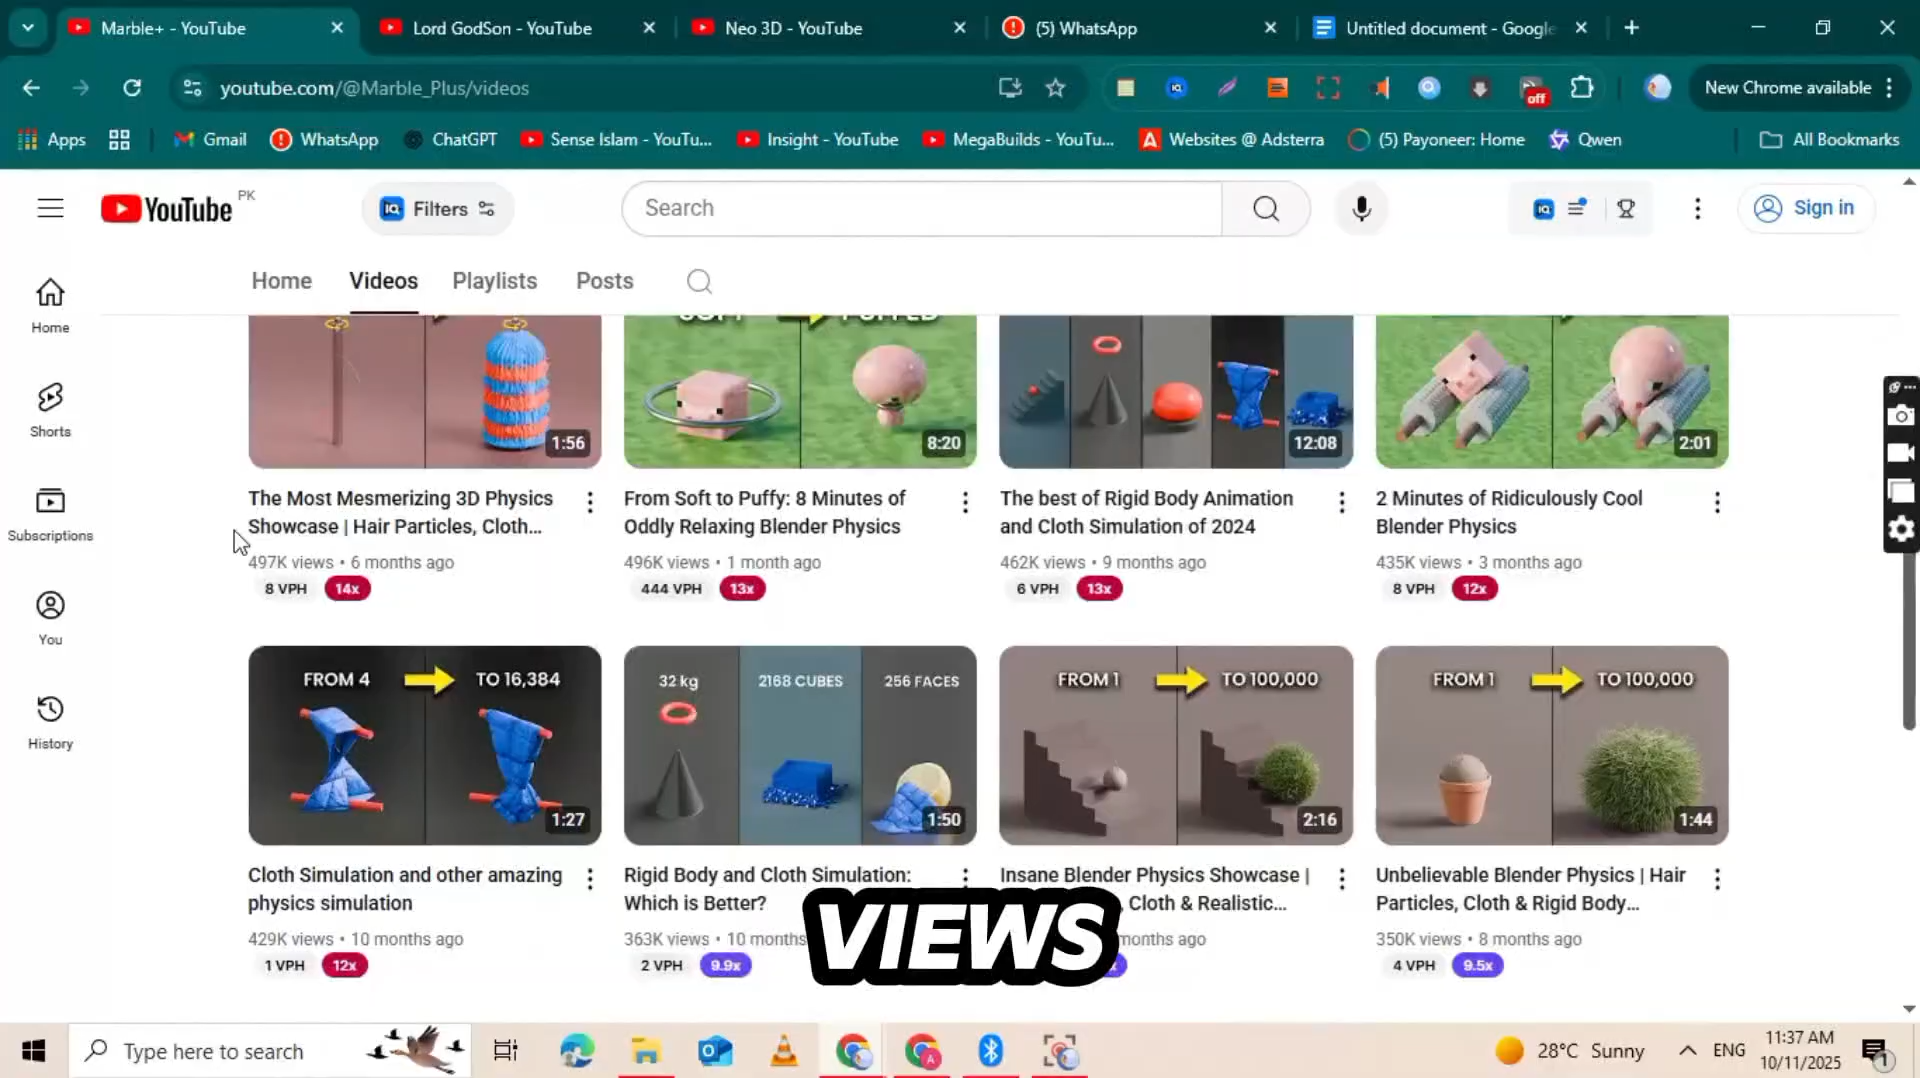 Marble+ - YouTube
Lord GodSon - YouTube
Neo 3D - YouTube
(5) WhatsApp
Untitled document - Google
youtube.com/@Marble_Plus/videos
off
New Chrome available
Apps
Gmail
WhatsApp
ChatGPT
Sense Islam - YouTu...
Insight - YouTube
MegaBuilds - YouTu...
Websites @ Adsterra
(5) Payoneer: Home
Qwen
All Bookmarks
YouTube PK
Filters
Search
Sign in
Home
Videos
Playlists
Posts
Home
Shorts
Subscriptions
You
History
1:56
8:20
12:08
2:01
The Most Mesmerizing 3D Physics
Showcase | Hair Particles, Cloth...
497K views • 6 months ago
8 VPH 14x
From Soft to Puffy: 8 Minutes of
Oddly Relaxing Blender Physics
496K views • 1 month ago
444 VPH 13x
The best of Rigid Body Animation
and Cloth Simulation of 2024
462K views • 9 months ago
6 VPH 13x
2 Minutes of Ridiculously Cool
Blender Physics
435K views • 3 months ago
8 VPH 12x
FROM 4 TO 16,384
1:27
32 kg 2168 CUBES 256 FACES
1:50
FROM 1 TO 100,000
2:16
FROM 1 TO 100,000
1:44
Cloth Simulation and other amazing
physics simulation
429K views • 10 months ago
1 VPH 12x
Rigid Body and Cloth Simulation:
Which is Better?
363K views • 10 months
2 VPH 9.9x
Insane Blender Physics Showcase |
, Cloth & Realistic...
months ago
Unbelievable Blender Physics | Hair
Particles, Cloth & Rigid Body...
350K views • 8 months ago
4 VPH 9.5x
VIEWS
Type here to search
28°C Sunny
ENG
11:37 AM
10/11/2025
1